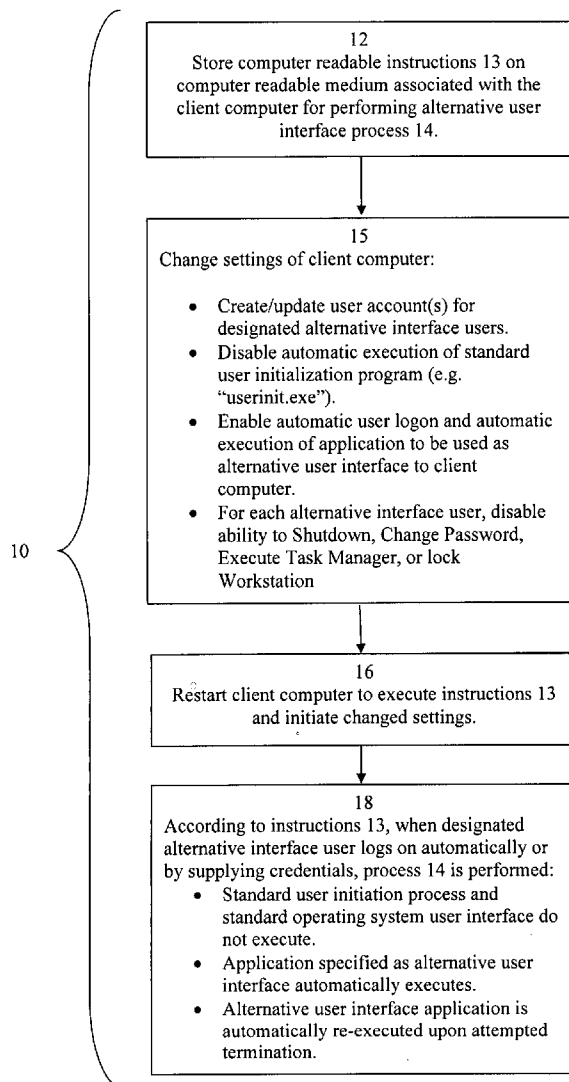 12
Store computer readable instructions 13 on
computer readable medium associated with the
client computer for performing alternative user
interface process 14.
15
Change settings of client computer:
• Create/update user account(s) for
designated alternative interface users.
• Disable automatic execution of standard
user initialization program (e.g.
“userinit.exe”).
• Enable automatic user logon and automatic
execution of application to be used as
alternative user interface to client
computer.
• For each alternative interface user, disable
ability to Shutdown, Change Password,
Execute Task Manager, or lock
Workstation
10
16
Restart client computer to execute instructions 13
and initiate changed settings.
18
According to instructions 13, when designated
alternative interface user logs on automatically or
by supplying credentials, process 14 is performed:
• Standard user initiation process and
standard operating system user interface do
not execute.
• Application specified as alternative user
interface automatically executes.
• Alternative user interface application is
automatically re-executed upon attempted
termination.